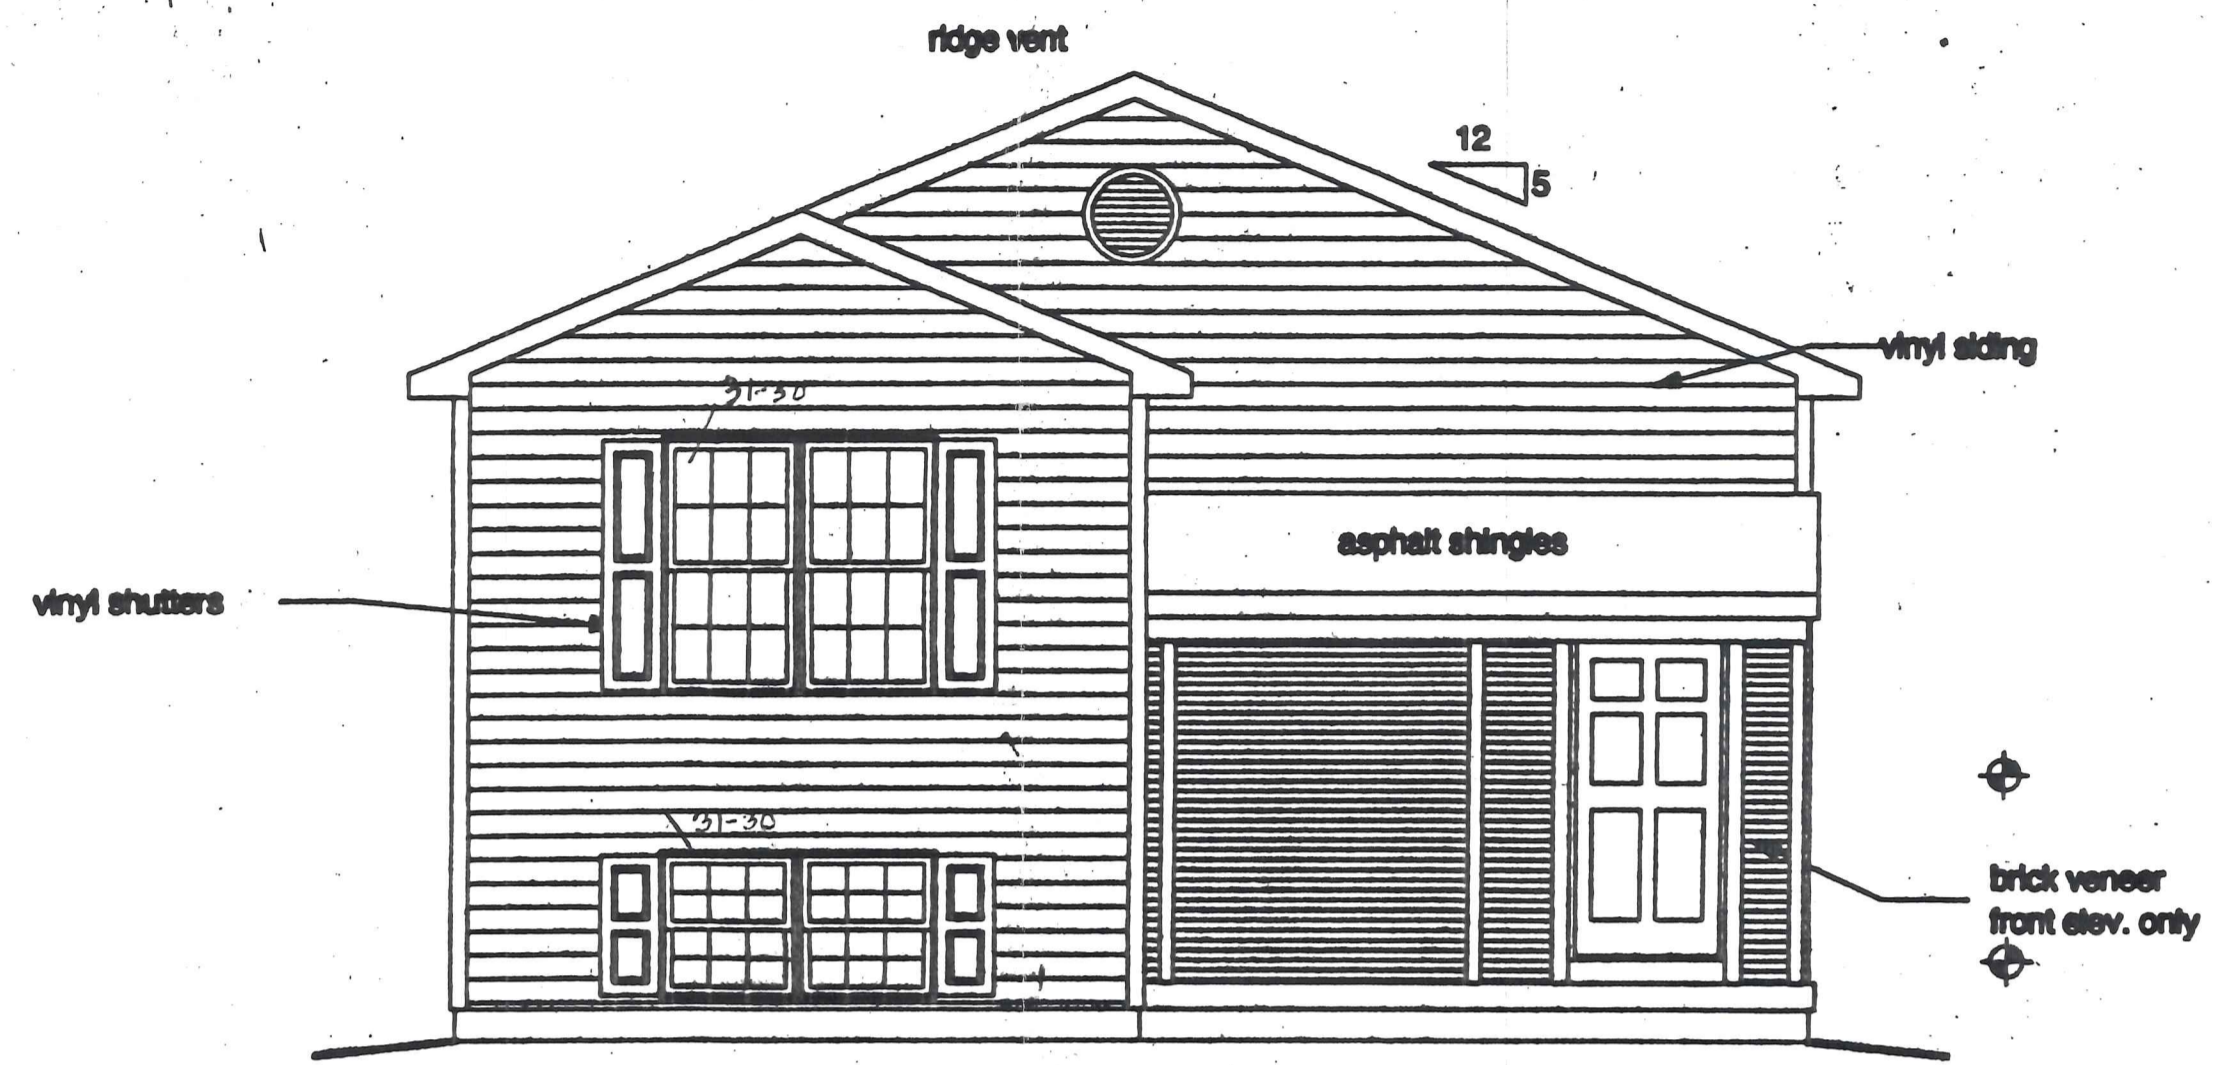 ridge vent
12
5
vinyl siding
31-30
asphalt shingles
vinyl shutters
31-30
brick veneer
front elev. only